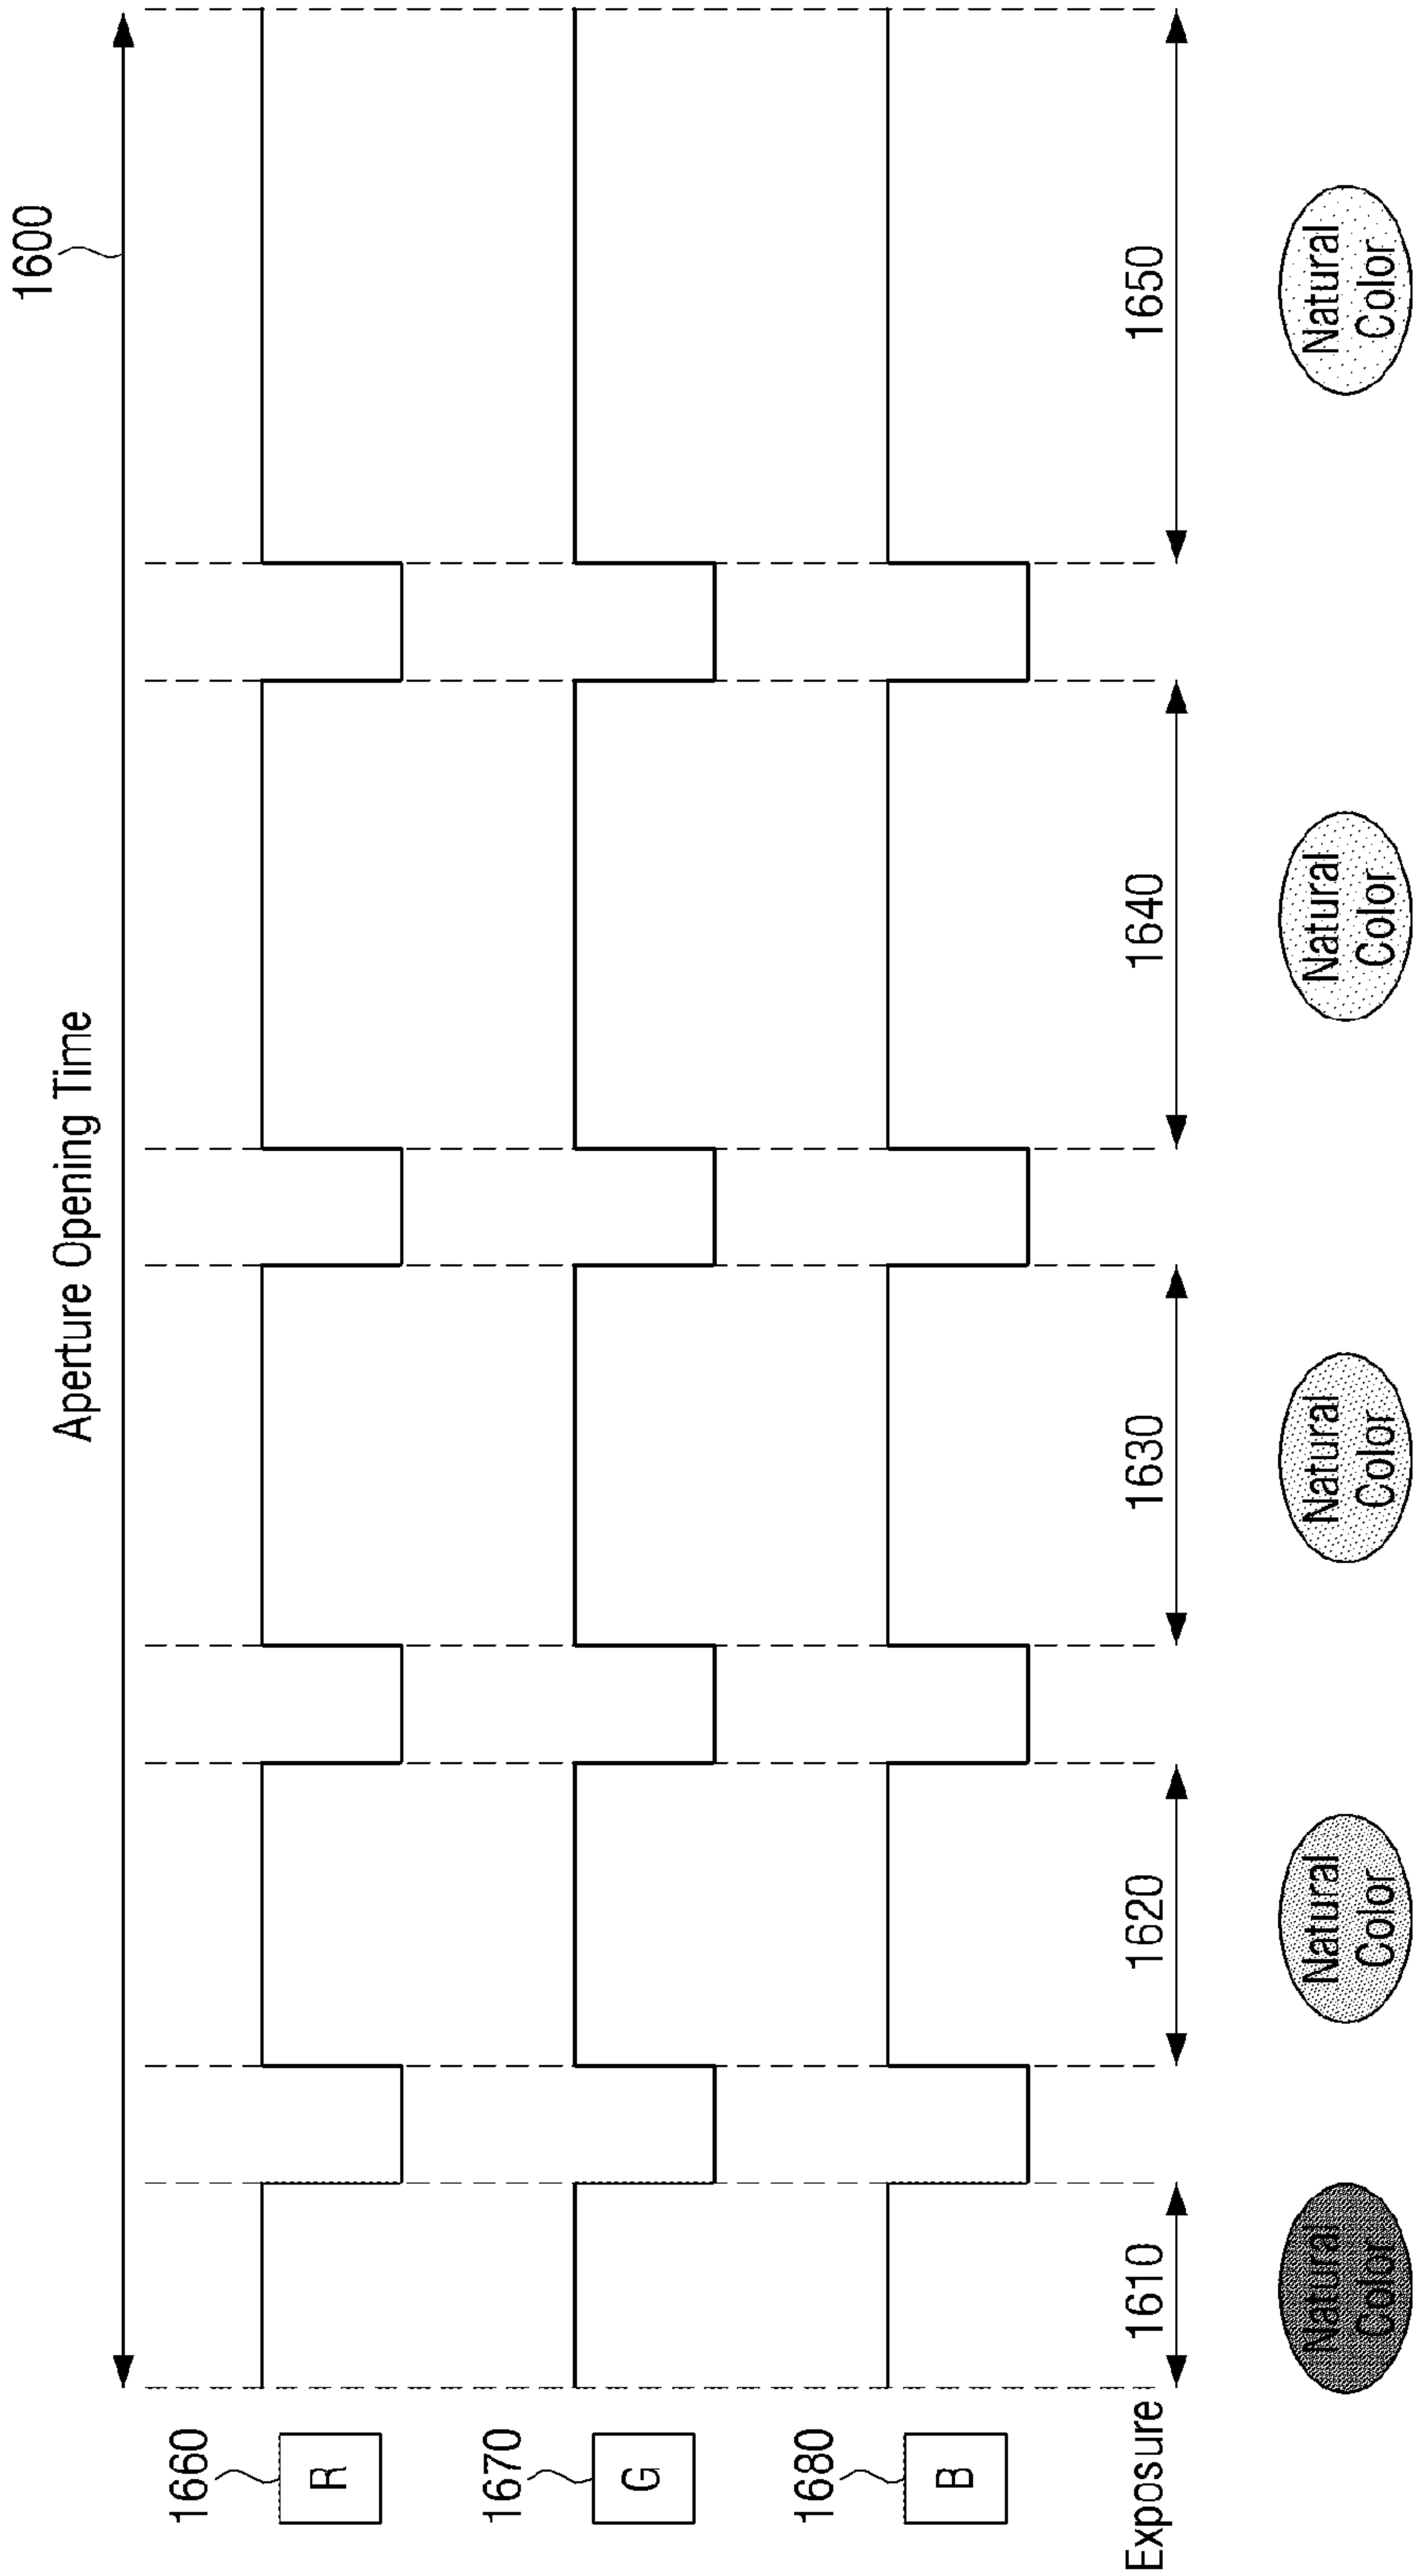 1600
Aperture Opening Time
1660
R
1670
G
1680
B
Exposure
1610
1620
1630
1640
1650
Natural
Color
Natural
Color
Natural
Color
Natural
Color
Natural
Color